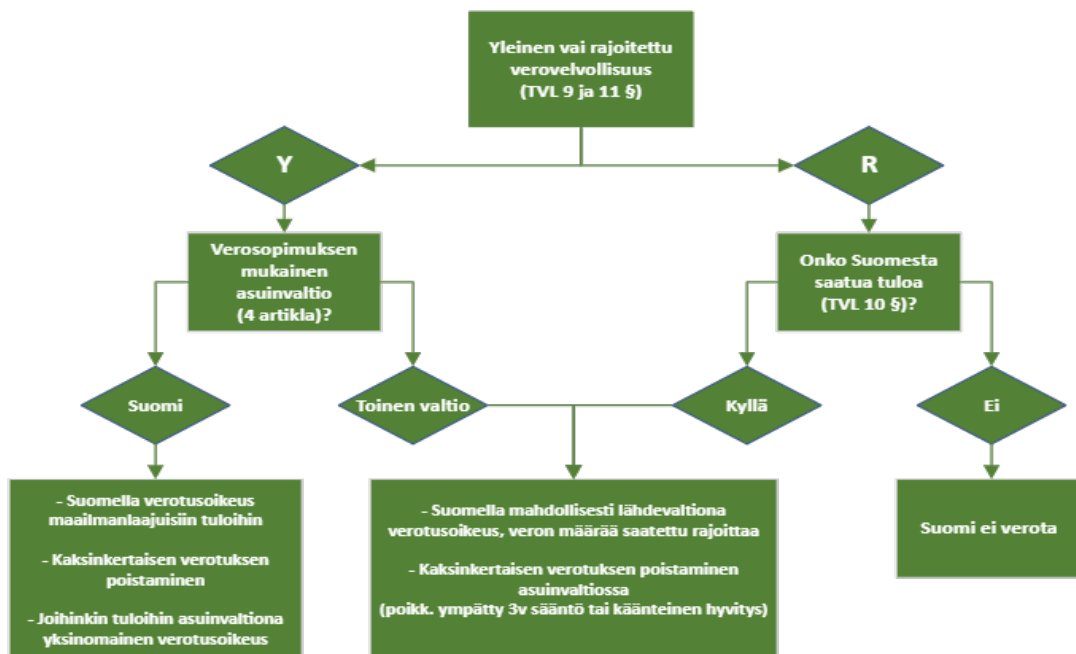 Yleinen vai rajoitettu
verovelvollisuus
(TVL 9 ja 11 §)
Y
R
Verosopimuksen
mukainen
asuinvaltio
(4 artikla)?
Onko Suomesta
saatua tuloa
(TVL 10 §)?
Suomi
Toinen valtio
Kyllä
Ei
- Suomella verotusoikeus
maailmanlaajuisiin tuloihin
- Kaksinkertaisen verotuksen
poistaminen
- Joihinkin tuloihin asuinvaltiona
yksinomainen verotusoikeus
- Suomella mahdollisesti lähdevaltiona
verotusoikeus, veron määrää saatettu rajoittaa
- Kaksinkertaisen verotuksen poistaminen
asuinvaltiossa
(poikk. ympätty 3v sääntö tai käänteinen hyvitys)
Suomi ei verota